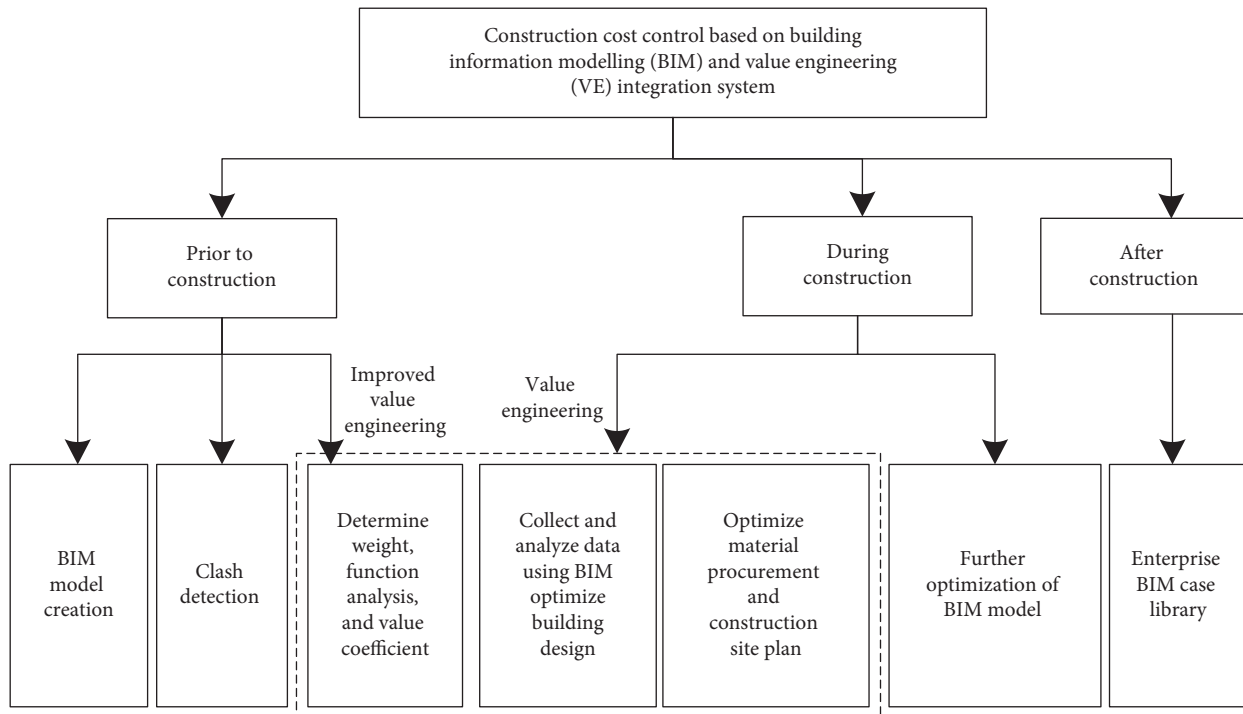 Construction cost control based on building
information modelling (BIM) and value engineering
(VE) integration system
Prior to
construction
During
construction
After
construction
Improved
value
engineering
Value
engineering
BIM
model
creation
Clash
detection
Determine
weight,
function
analysis,
and value
coefficient
Collect and
analyze data
using BIM
optimize
building
design
Optimize
material
procurement
and
construction
site plan
Further
optimization of
BIM model
Enterprise
BIM case
library